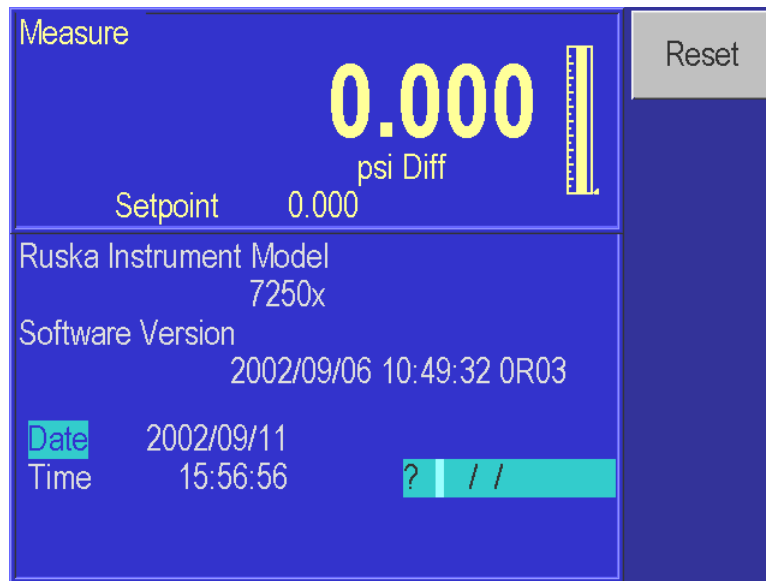 Measure
Reset
0.000
psi Diff
Setpoint 0.000
Ruska Instrument Model
7250x
Software Version
2002/09/06 10:49:32 0R03
Date 2002/09/11
Time 15:56:56 ? / /